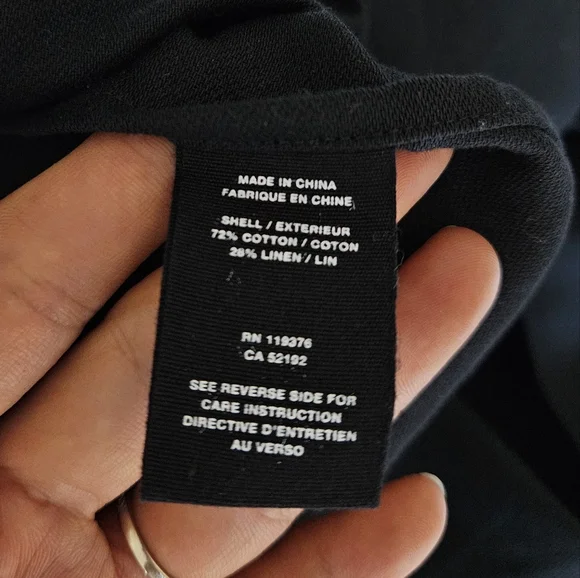 MADE IN CHINA
FABRIQUE EN CHINE
SHELL / EXTERIEUR
72% COTTON / COTON
28% LINEN / LIN
RN 119376
CA 52192
SEE REVERSE SIDE FOR
CARE INSTRUCTION
DIRECTIVE D'ENTRETIEN
AU VERSO